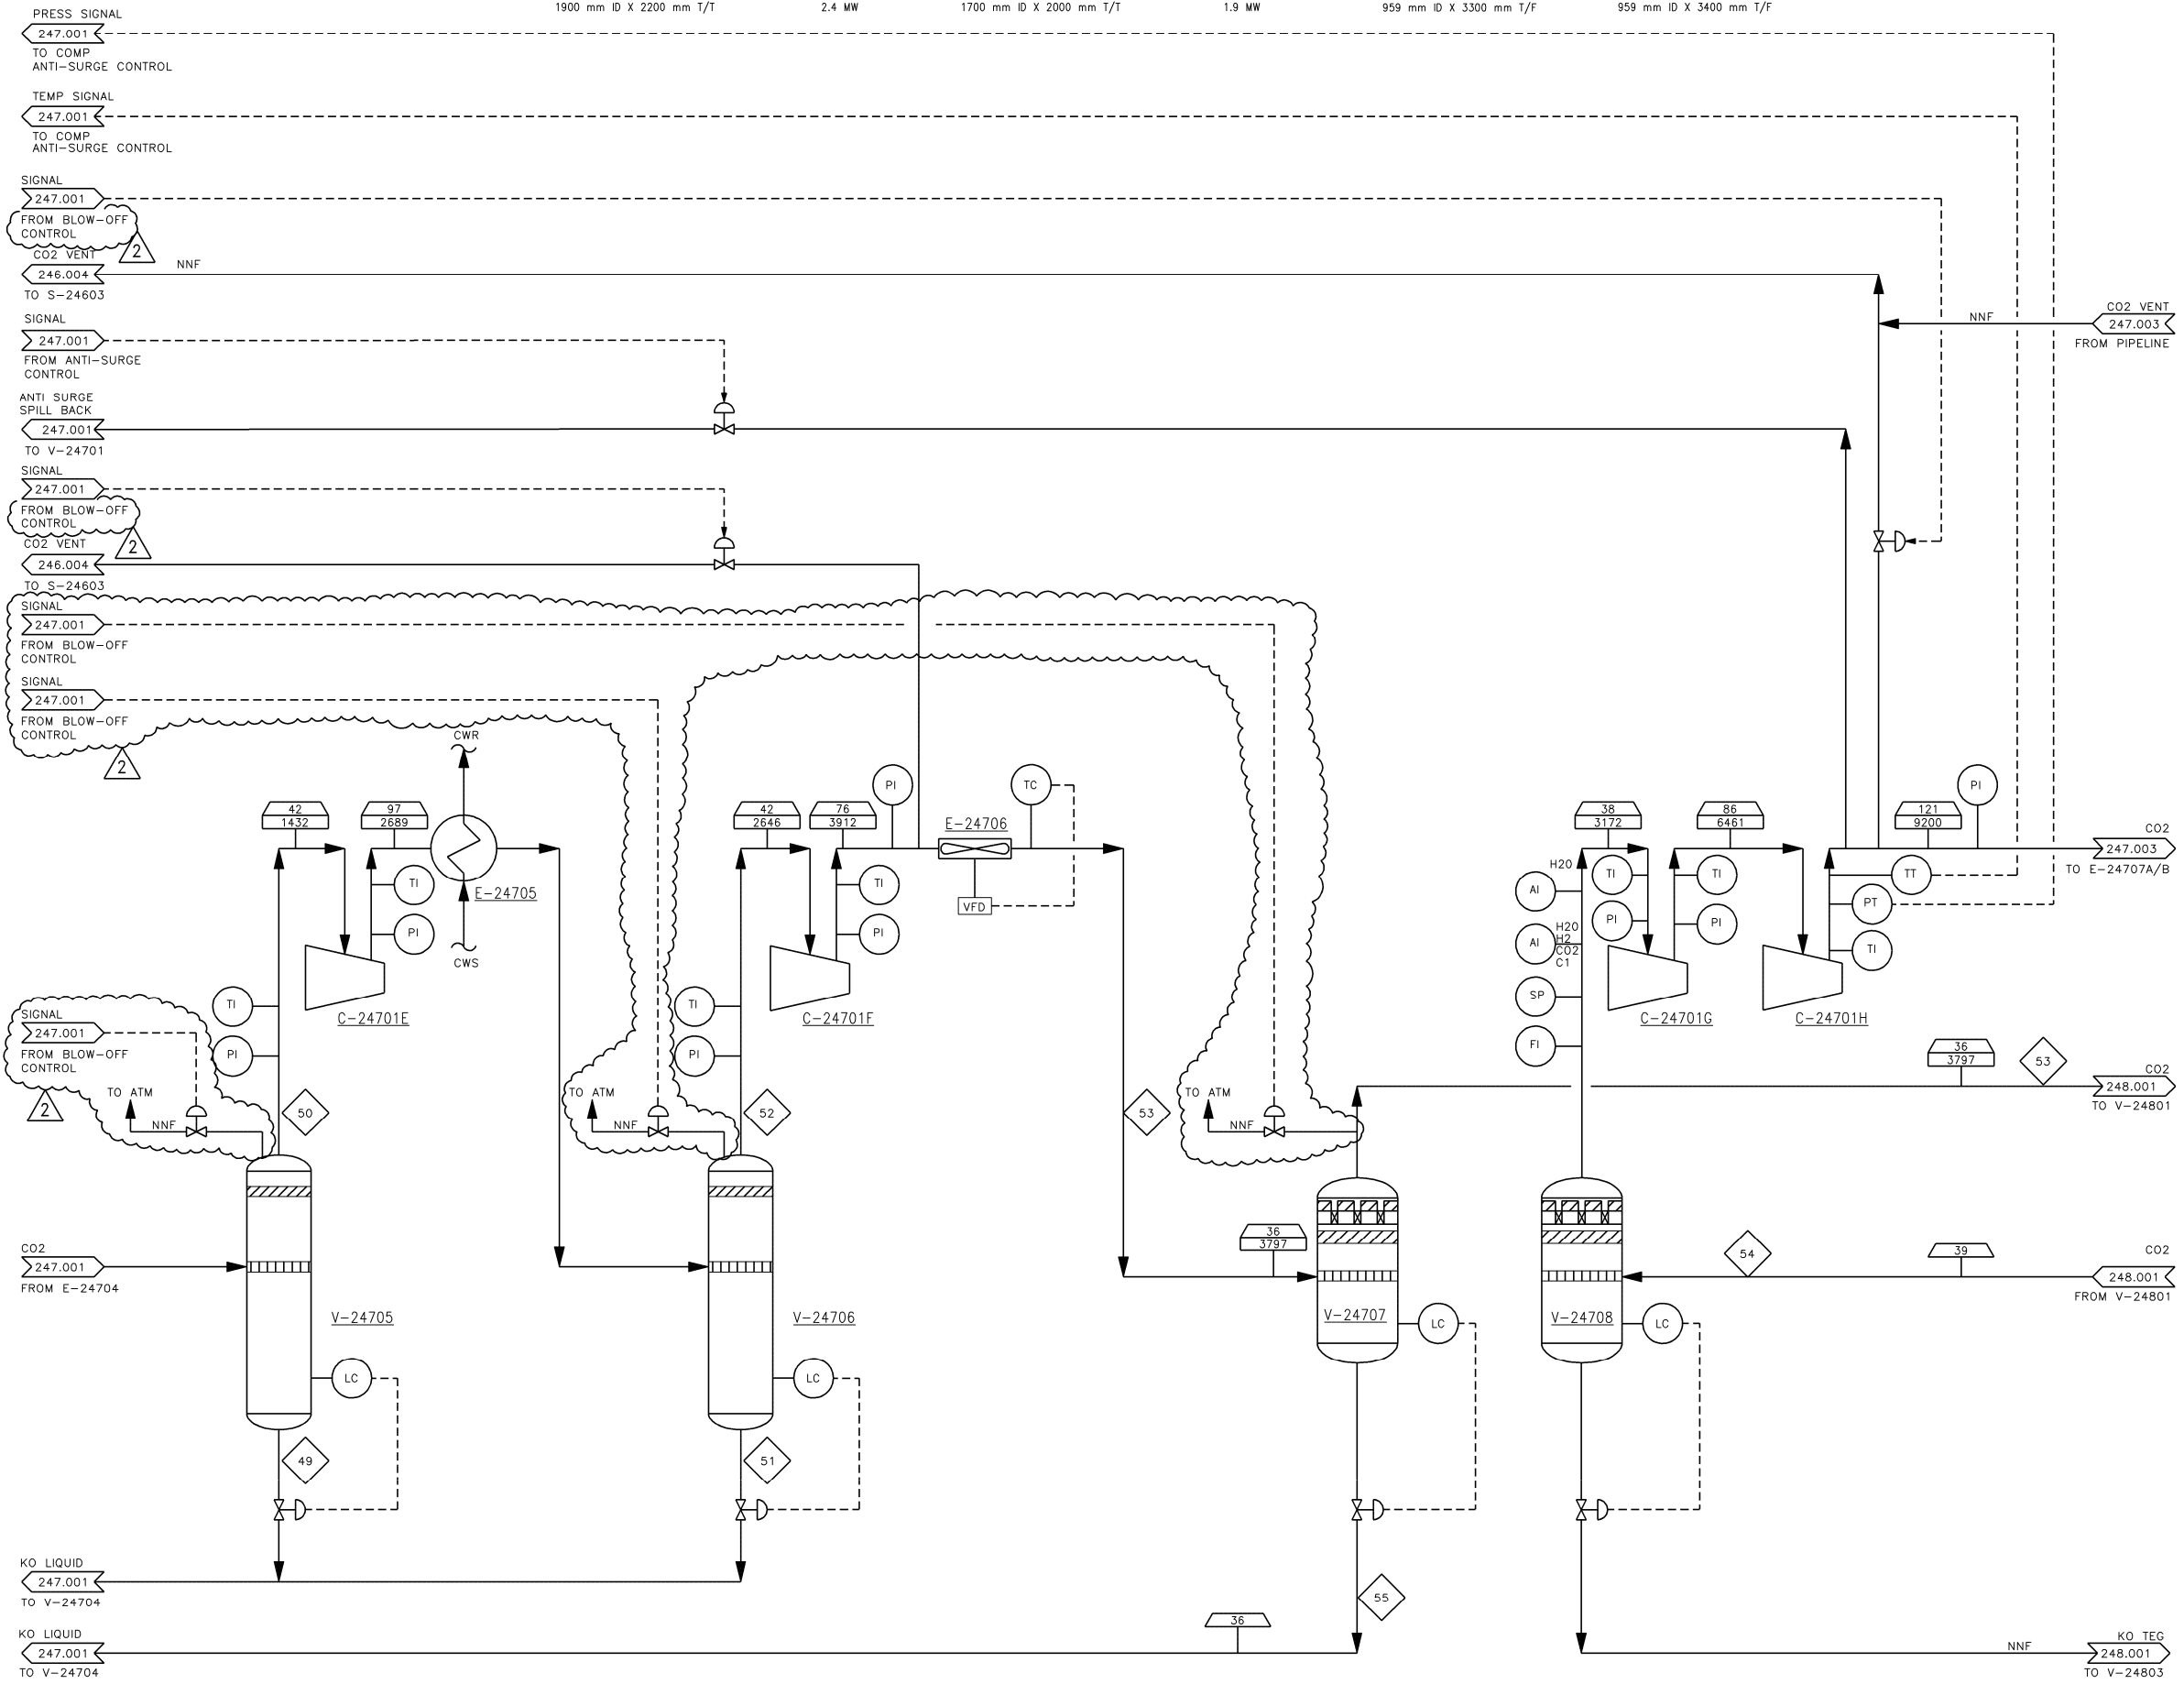 1900 mm ID X 2200 mm T/T
2.4 MW
1700 mm ID X 2000 mm T/T
1.9 MW
959 mm ID X 3300 mm T/F
959 mm ID X 3400 mm T/F
PRESS SIGNAL
247.001
TO COMP
ANTI-SURGE CONTROL
TEMP SIGNAL
247.001
TO COMP
ANTI-SURGE CONTROL
SIGNAL
247.001
FROM BLOW-OFF
CONTROL
2
CO2 VENT
246.004
NNF
TO S-24603
CO2 VENT
247.003
NNF
FROM PIPELINE
SIGNAL
247.001
FROM ANTI-SURGE
CONTROL
ANTI SURGE
SPILL BACK
247.001
TO V-24701
SIGNAL
247.001
FROM BLOW-OFF
CONTROL
2
CO2 VENT
246.004
TO S-24603
SIGNAL
247.001
FROM BLOW-OFF
CONTROL
SIGNAL
247.001
FROM BLOW-OFF
CONTROL
2
CWR
42
1432
97
2689
E-24705
CWS
TI
PI
C-24701E
TI
PI
42
2646
76
3912
PI
E-24706
TC
VFD
TI
PI
C-24701F
TI
PI
38
3172
86
6461
121
9200
PI
CO2
247.003
TO E-24707A/B
H20
AI
H20
H2
CO2
C1
AI
SP
FI
TI
PI
TI
PI
TT
PT
TI
C-24701G
C-24701H
SIGNAL
247.001
FROM BLOW-OFF
CONTROL
2
TO ATM
NNF
50
TO ATM
NNF
52
53
TO ATM
NNF
36
3797
53
CO2
248.001
TO V-24801
CO2
247.001
FROM E-24704
V-24705
LC
49
V-24706
LC
51
36
3797
V-24707
LC
V-24708
LC
54
39
CO2
248.001
FROM V-24801
KO LIQUID
247.001
TO V-24704
55
36
KO LIQUID
247.001
TO V-24704
NNF
KO TEG
248.001
TO V-24803